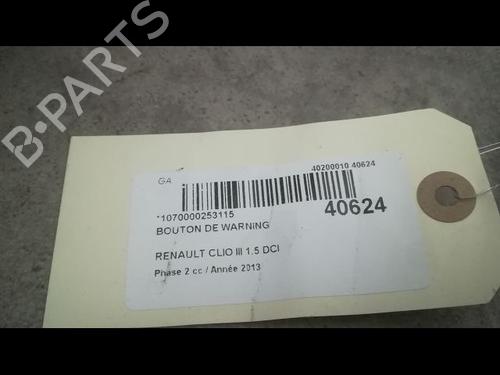 B-PARTS
GA
40200010 40624
*1070000253115
40624
BOUTON DE WARNING
RENAULT CLIO III 1.5 DCI
Phase 2 cc / Année 2013